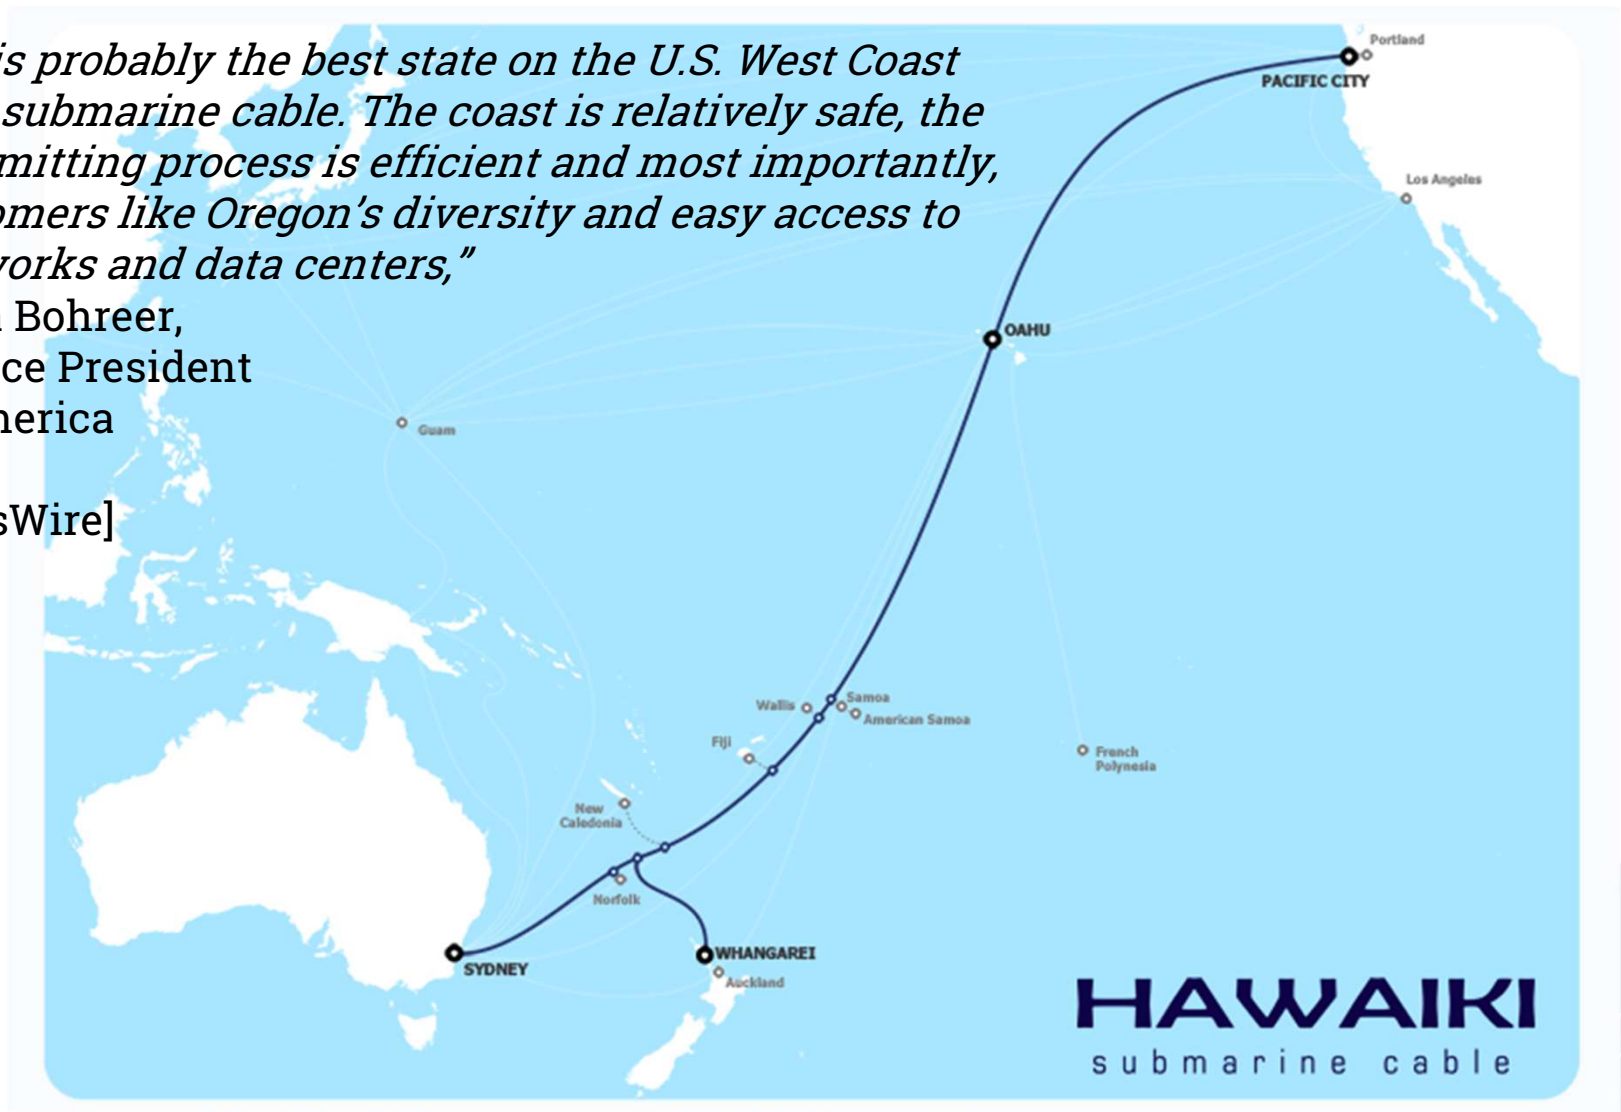 is probably the best state on the U.S. West Coast
submarine cable. The coast is relatively safe, the
mitting process is efficient and most importantly,
omers like Oregon’s diversity and easy access to
vorks and data centers,”
Bohreer,
ce President
nerica
sWire]
Portland
PACIFIC CITY
Los Angeles
OAHU
Guam
Samoa
Wallis
American Samoa
Fiji
French
Polynesia
New
Caledonia
Norfolk
WHANGAREI
SYDNEY
Auckland
HAWAIKI
submarine cable